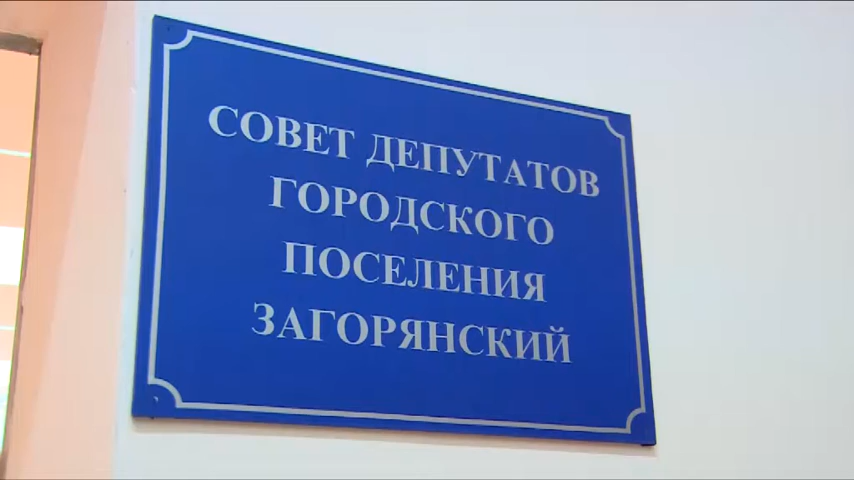 СОВЕТ ДЕПУТАТОВ
ГОРОДСКОГО
ПОСЕЛЕНИЯ
ЗАГОРЯНСКИЙ